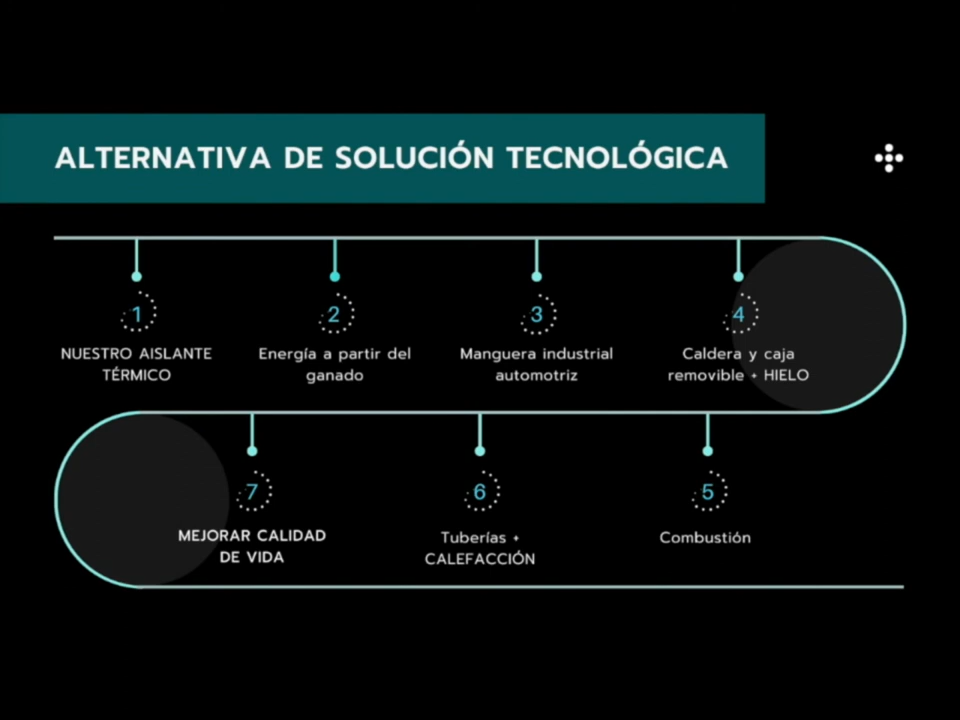 ALTERNATIVA DE SOLUCIÓN TECNOLÓGICA
1
NUESTRO AISLANTE
TÉRMICO
2
Energía a partir del
ganado
3
Manguera industrial
automotriz
4
Caldera y caja
removible + HIELO
5
Combustión
6
Tuberías +
CALEFACCIÓN
7
MEJORAR CALIDAD
DE VIDA